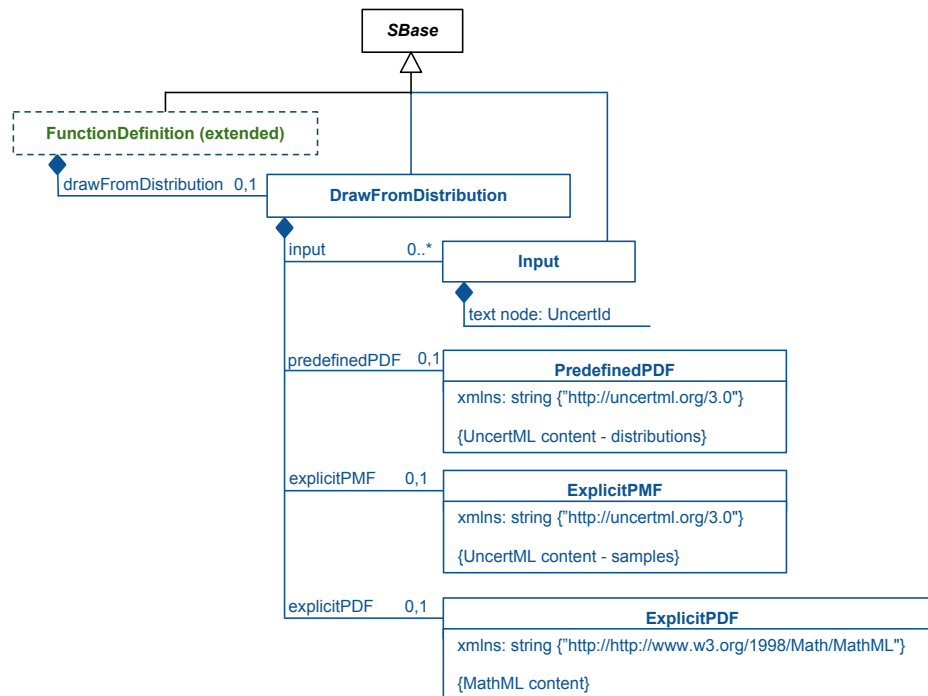 SBase
FunctionDefinition (extended)
drawFromDistribution 0,1
DrawFromDistribution
input 0..*
Input
text node: UncertId
predefinedPDF 0,1
PredefinedPDF
xmlns: string {"http://uncertml.org/3.0"}
{UncertML content - distributions}
explicitPMF 0,1
ExplicitPMF
xmlns: string {"http://uncertml.org/3.0"}
{UncertML content - samples}
explicitPDF 0,1
ExplicitPDF
xmlns: string {"http://http://www.w3.org/1998/Math/MathML"}
{MathML content}